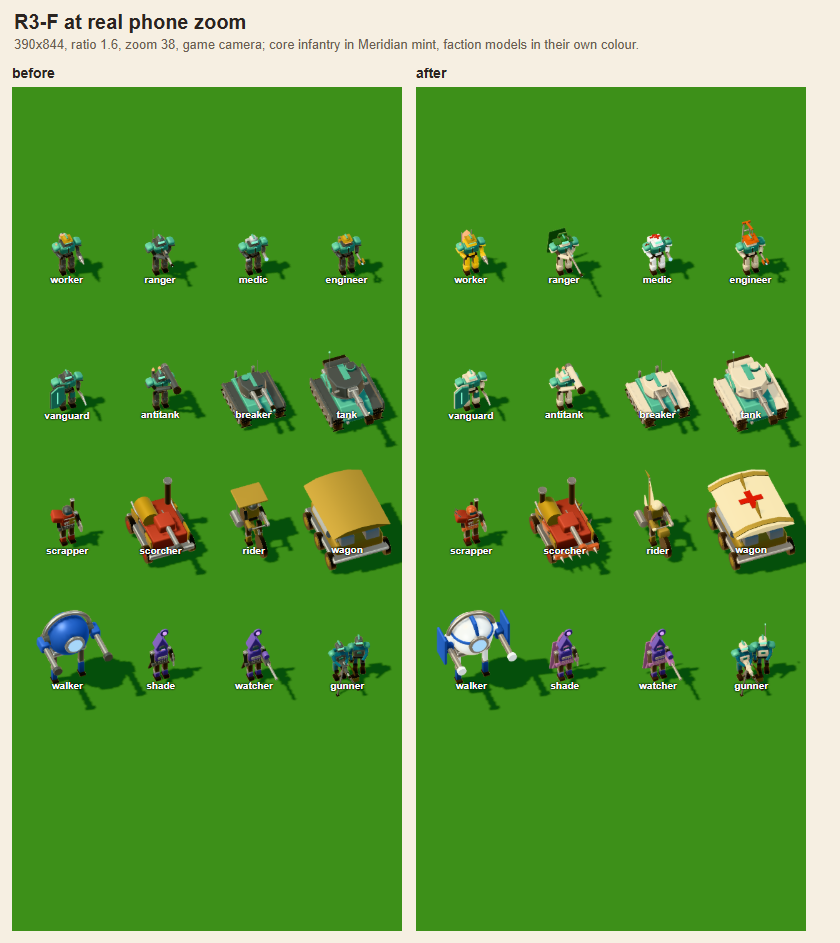 R3-F at real phone zoom
390x844, ratio 1.6, zoom 38, game camera; core infantry in Meridian mint, faction models in their own colour.
before after
worker ranger medic engineer worker ranger medic engineer
vanguard antitank breaker tank vanguard antitank breaker tank
scrapper scorcher rider wagon scrapper scorcher rider wagon
walker shade watcher gunner walker shade watcher gunner